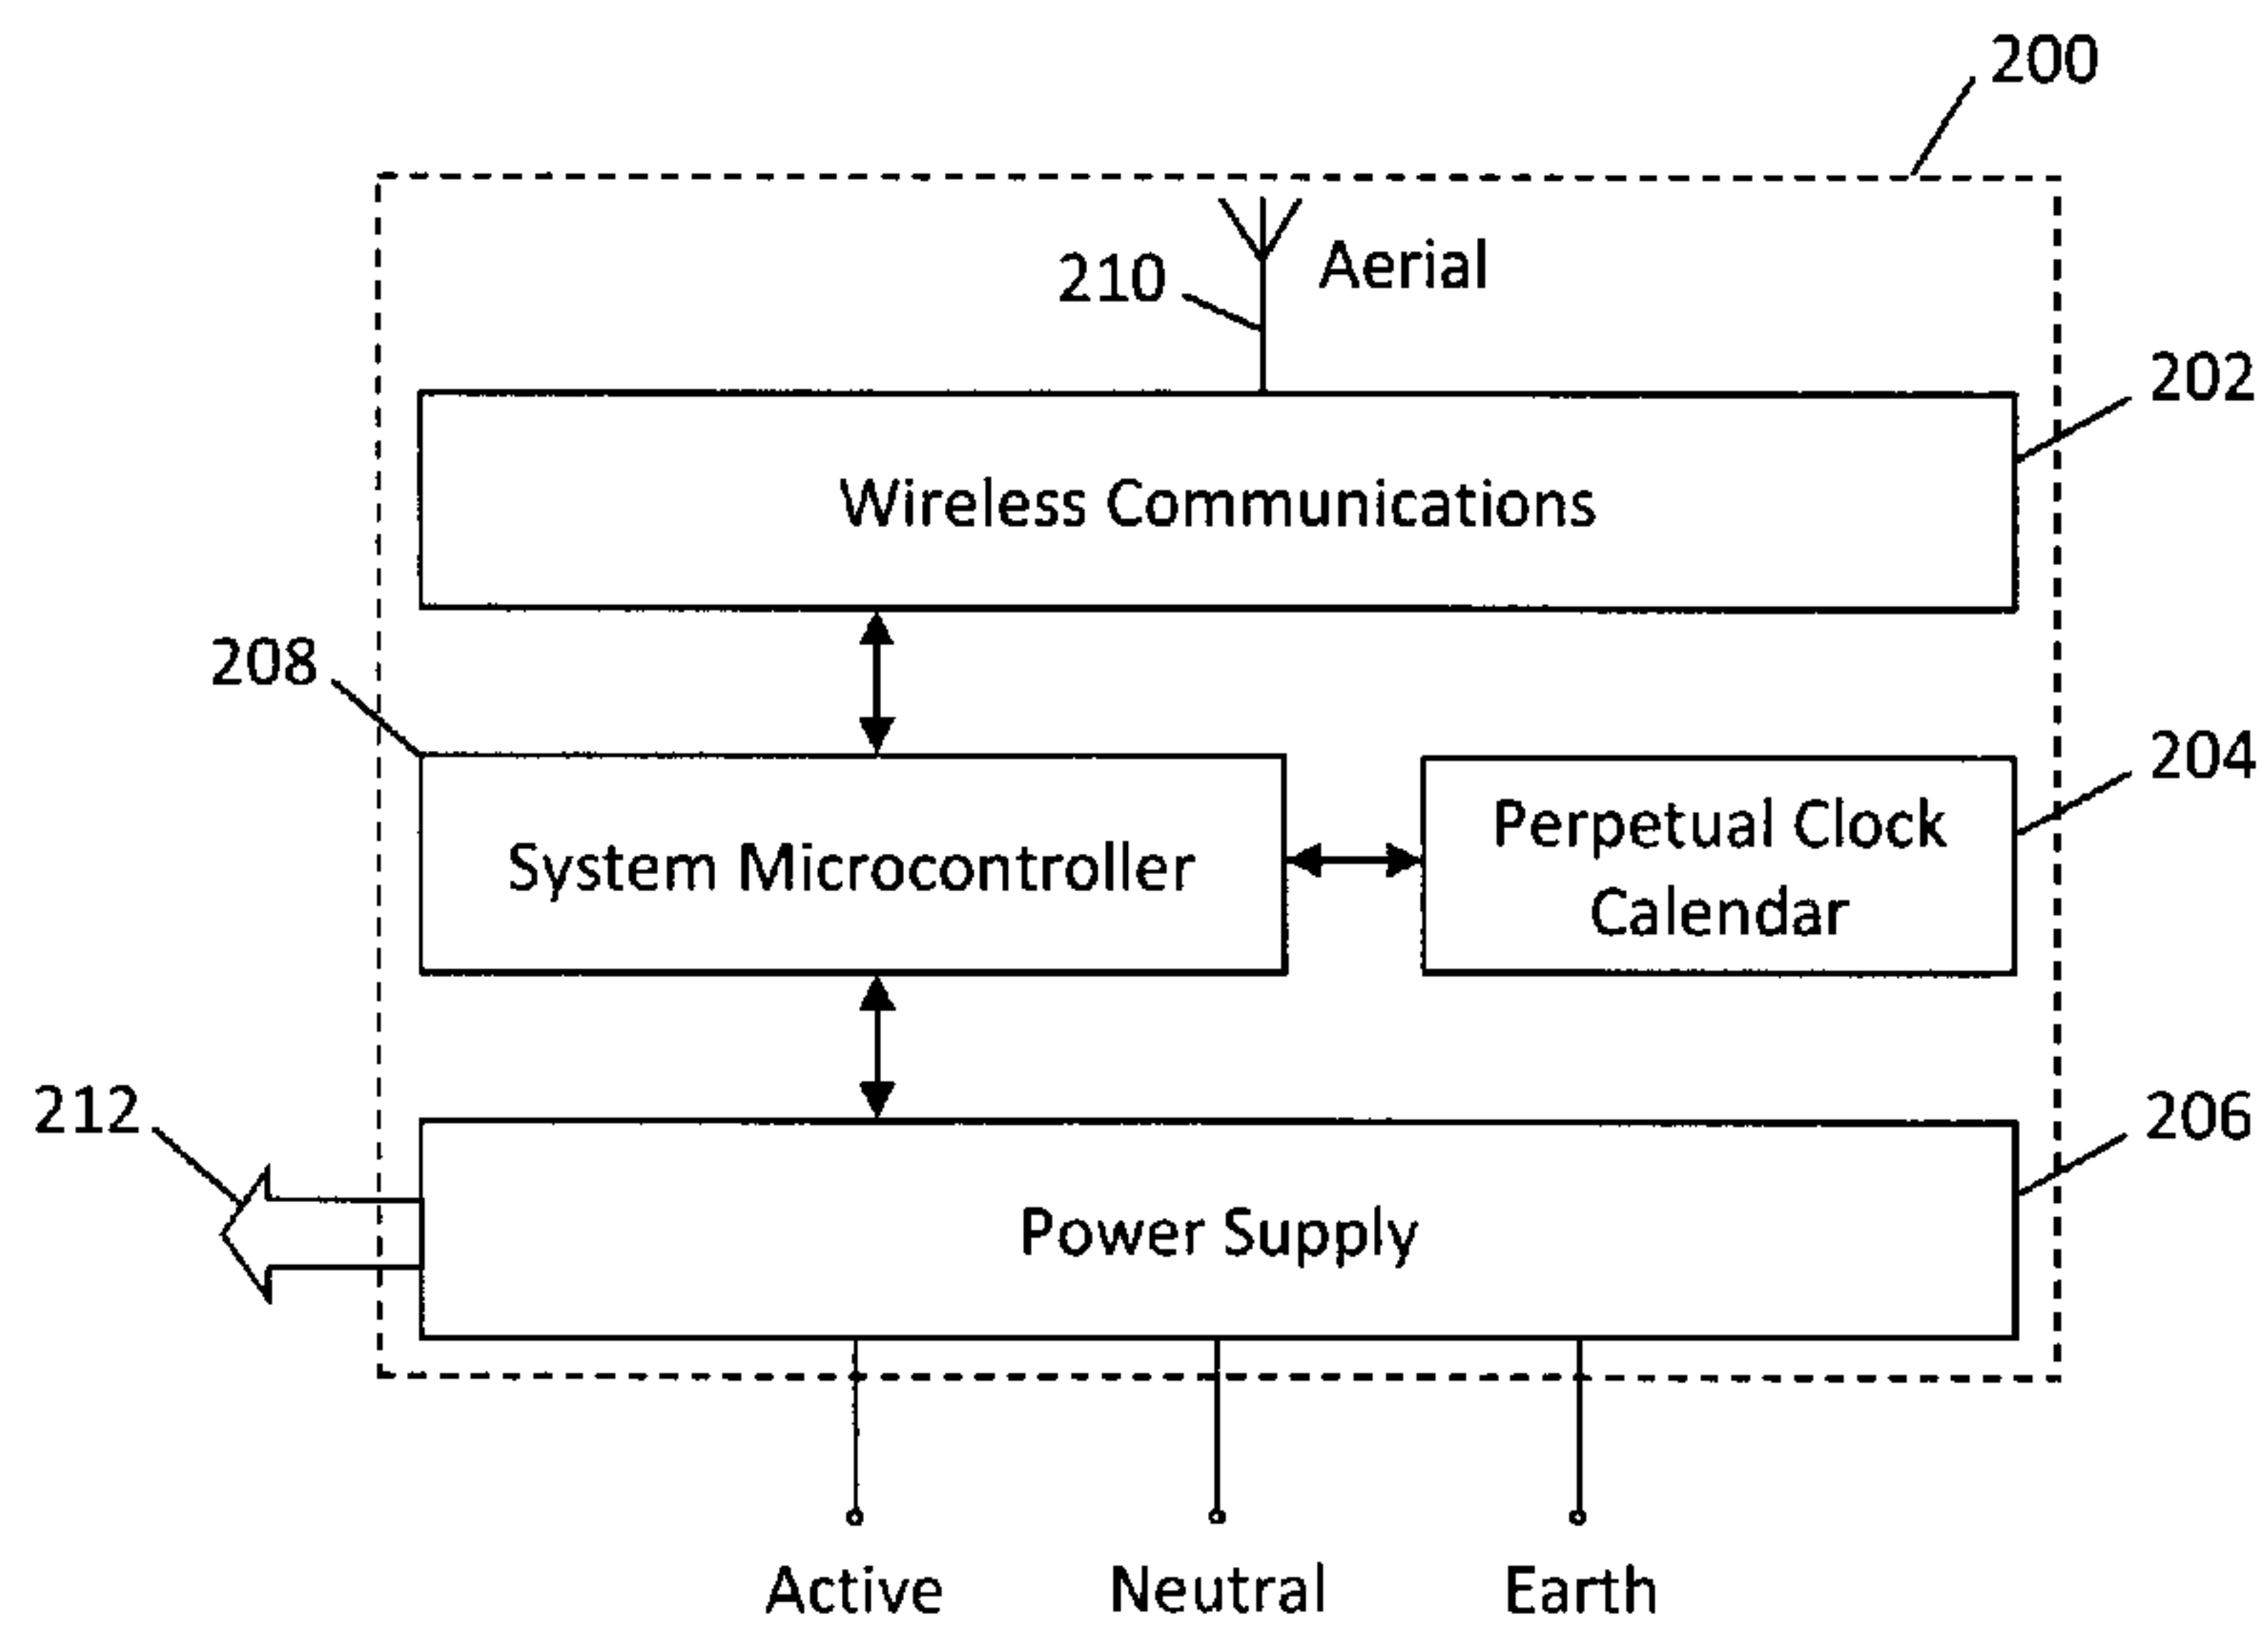 200
210
Aerial
202
Wireless Communications
208
204
System Microcontroller
Perpetual Clock
Calendar
212
206
Power Supply
Active
Neutral
Earth